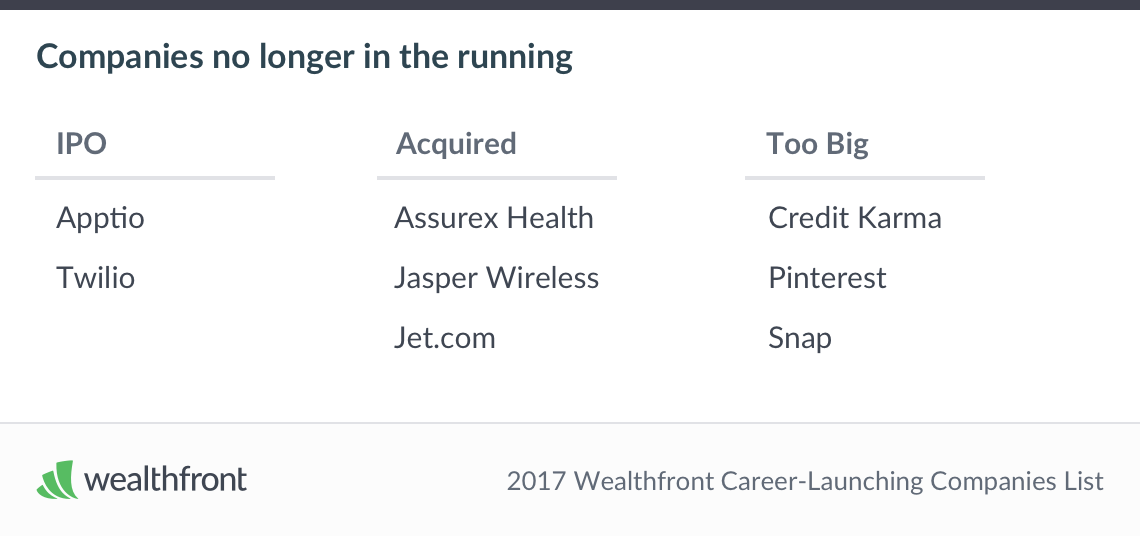 Companies no longer in the running
IPO Acquired Too Big
Apptio Assurex Health Credit Karma
Twilio Jasper Wireless Pinterest
Jet.com Snap
wealthfront 2017 Wealthfront Career-Launching Companies List